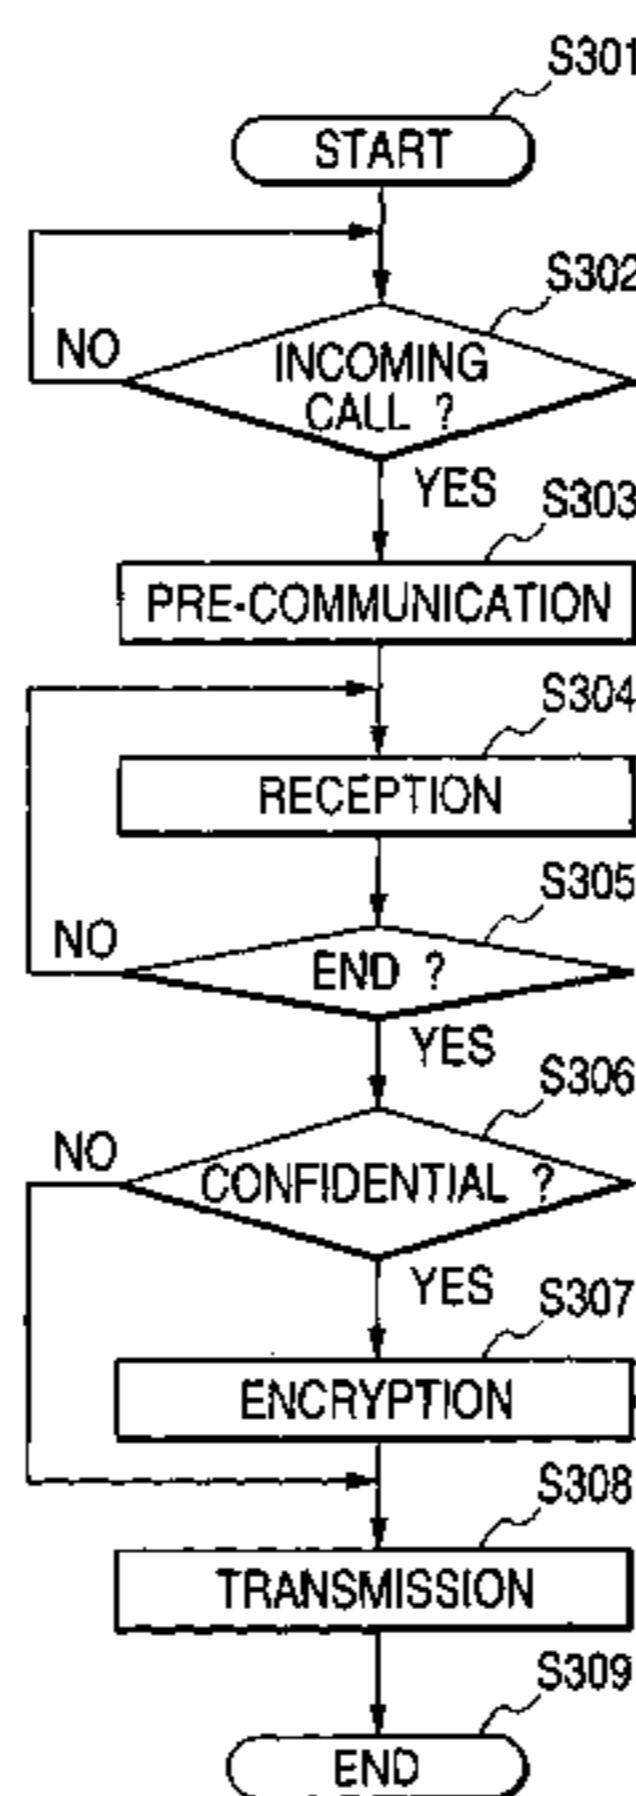 S301
START
S302
NO
INCOMING
CALL ?
YES
S303
PRE-COMMUNICATION
S304
RECEPTION
S305
NO
END ?
YES
S306
NO
CONFIDENTIAL ?
YES
S307
ENCRYPTION
S308
TRANSMISSION
S309
END